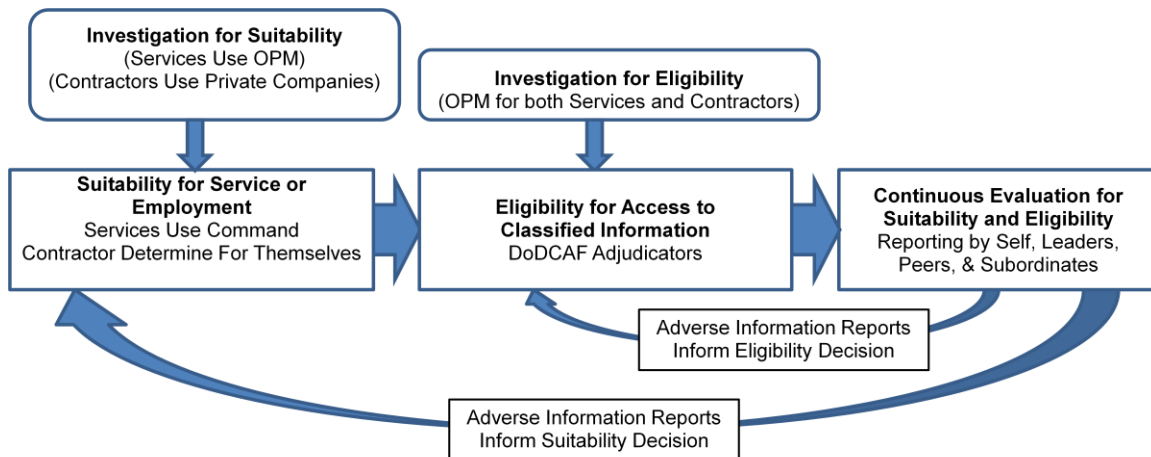 Investigation for Suitability
(Services Use OPM)
(Contractors Use Private Companies)
Investigation for Eligibility
(OPM for both Services and Contractors)
Suitability for Service or
Employment
Services Use Command
Contractor Determine For Themselves
Eligibility for Access to
Classified Information
DoDCAF Adjudicators
Continuous Evaluation for
Suitability and Eligibility
Reporting by Self, Leaders,
Peers, & Subordinates
Adverse Information Reports
Inform Eligibility Decision
Adverse Information Reports
Inform Suitability Decision